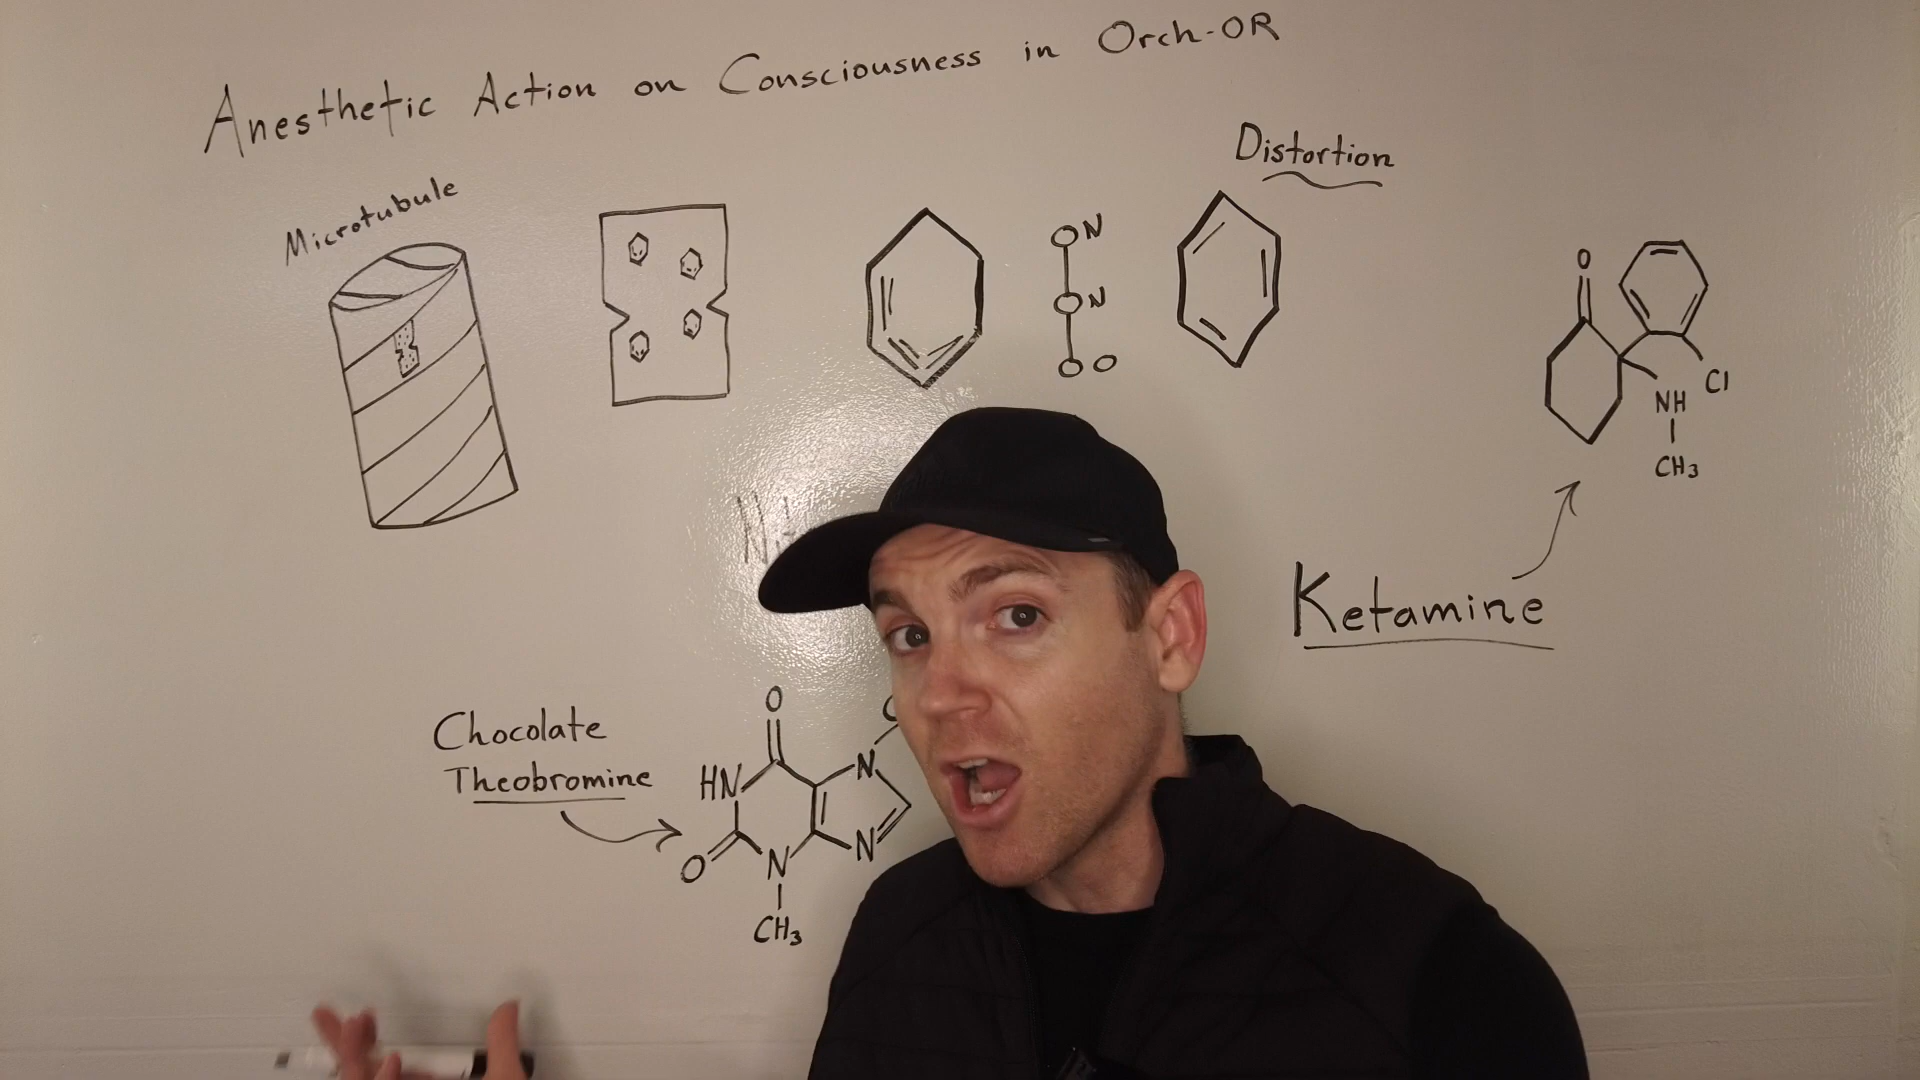 Anesthetic Action on Consciousness in Orch-OR
Microtubule
Distortion
N
N
O
O
Cl
NH
CH3
Ketamine
Chocolate
Theobromine
O
HN
N
O
N
N
CH3